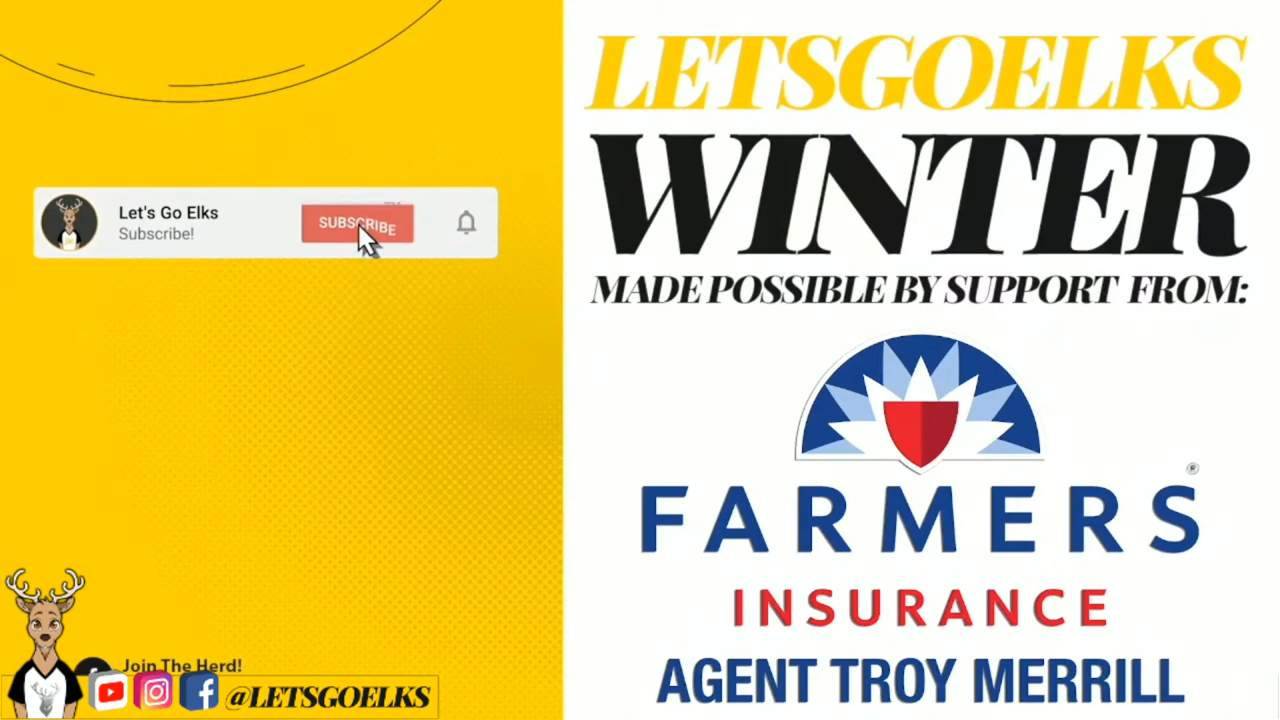 LETSGOELKS
WINTER
MADE POSSIBLE BY SUPPORT FROM:
Let's Go Elks
Subscribe!
SUBSCRIBE
FARMERS
®
INSURANCE
AGENT TROY MERRILL
Join The Herd!
@LETSGOELKS